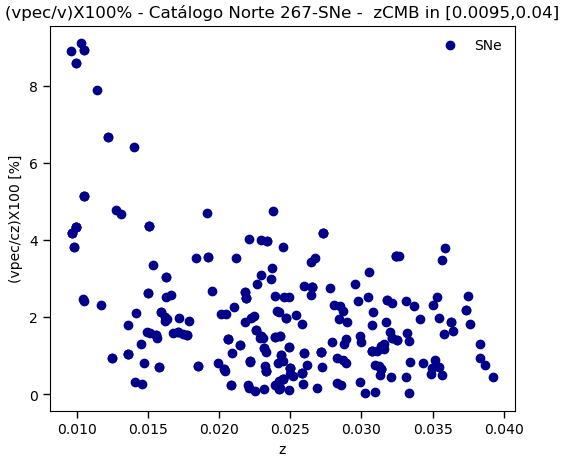 (vpec/v)X100% - Catálogo Norte 267-SNe - zCMB in [0.0095,0.04]
SNe
8
6
4
2
0
(vpec/cz)X100 [%]
0.010 0.015 0.020 0.025 0.030 0.035 0.040
z